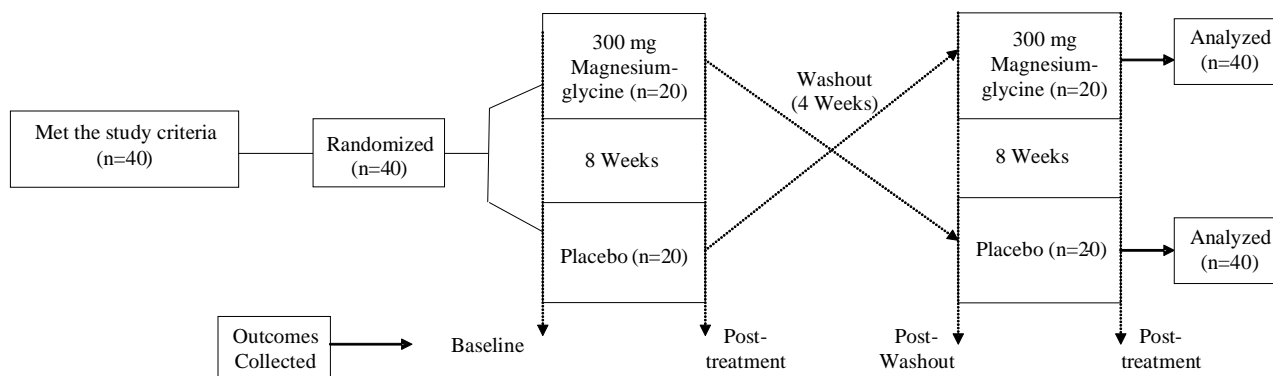 Met the study criteria
(n=40)
Randomized
(n=40)
300 mg
Magnesium-
glycine (n=20)
8 Weeks
Placebo (n=20)
Washout
(4 Weeks)
300 mg
Magnesium-
glycine (n=20)
8 Weeks
Placebo (n=20)
Analyzed
(n=40)
Analyzed
(n=40)
Outcomes
Collected
Baseline
Post-
treatment
Post-
Washout
Post-
treatment